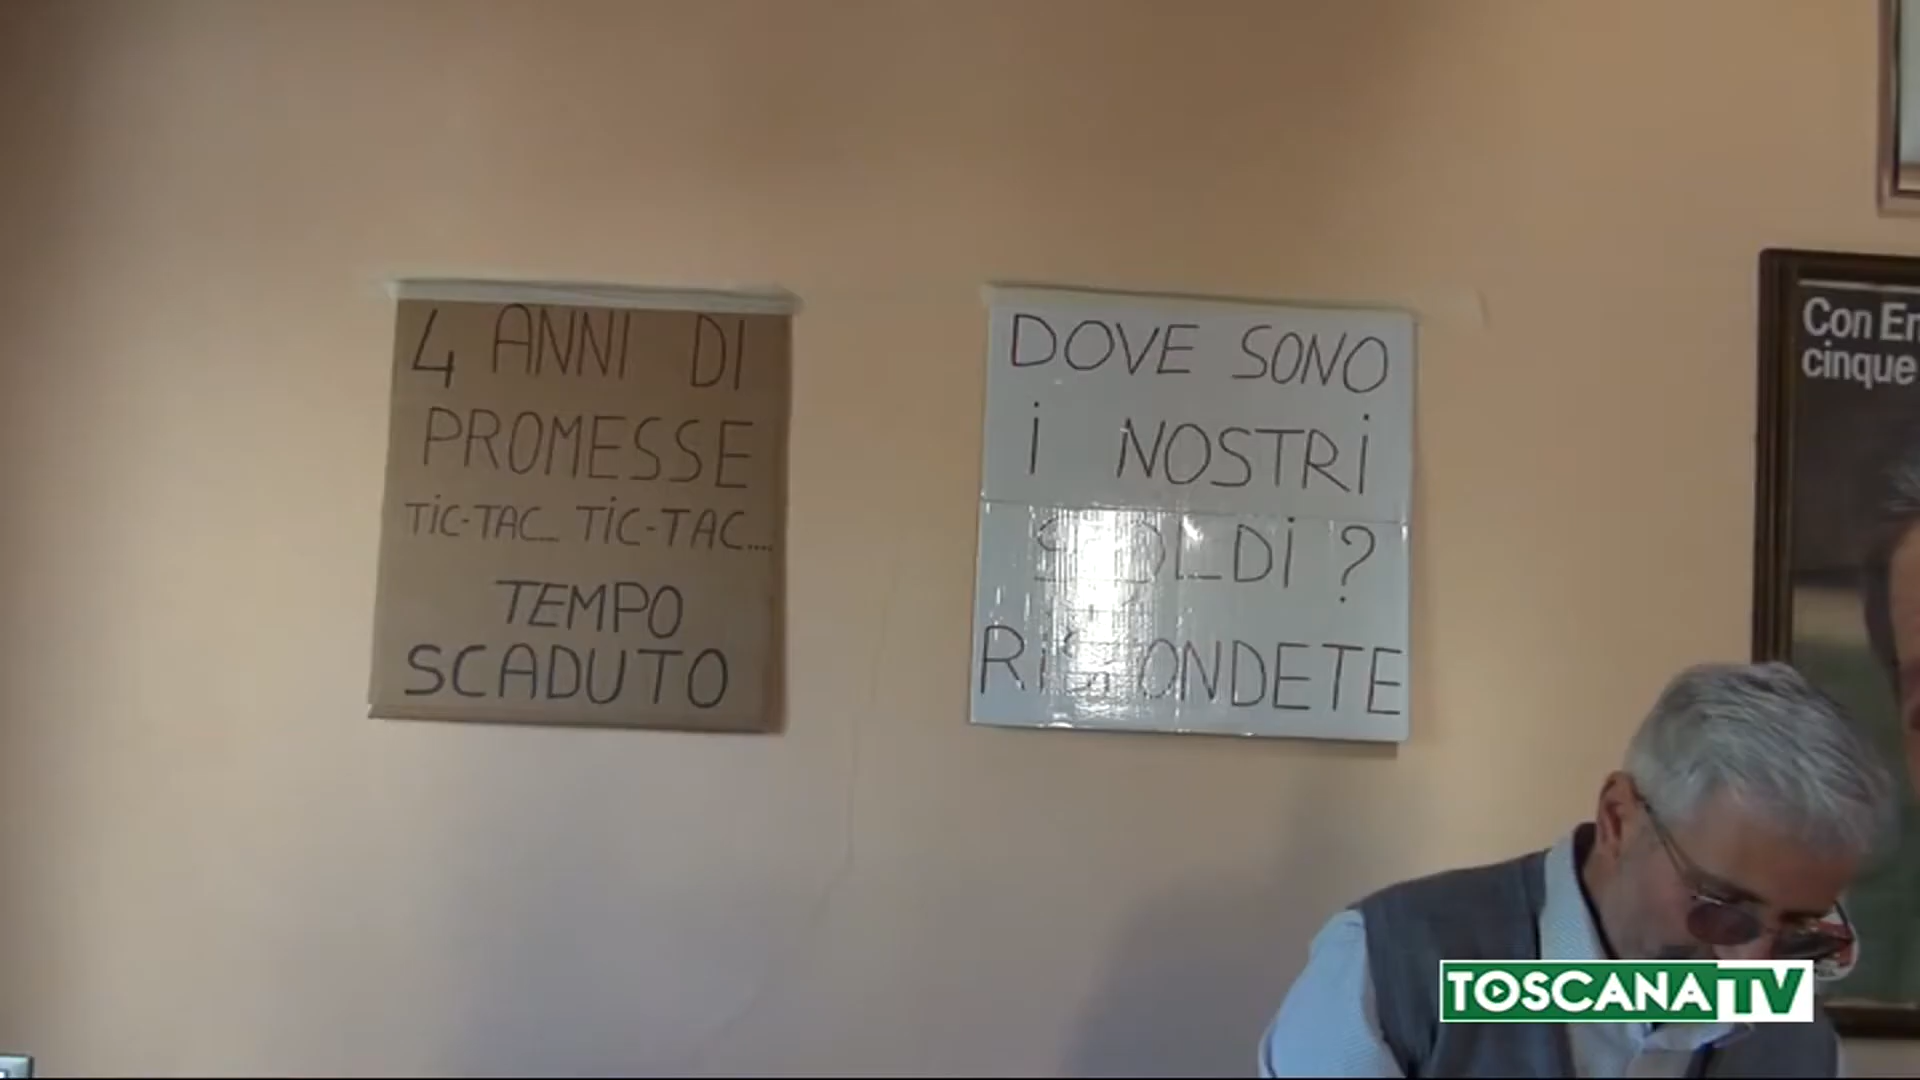 4 ANNI DI
PROMESSE
TIC-TAC... TIC-TAC....
TEMPO
SCADUTO
DOVE SONO
I NOSTRI
SOLDI ?
RISPONDETE
Con En
cinque
TOSCANA TV